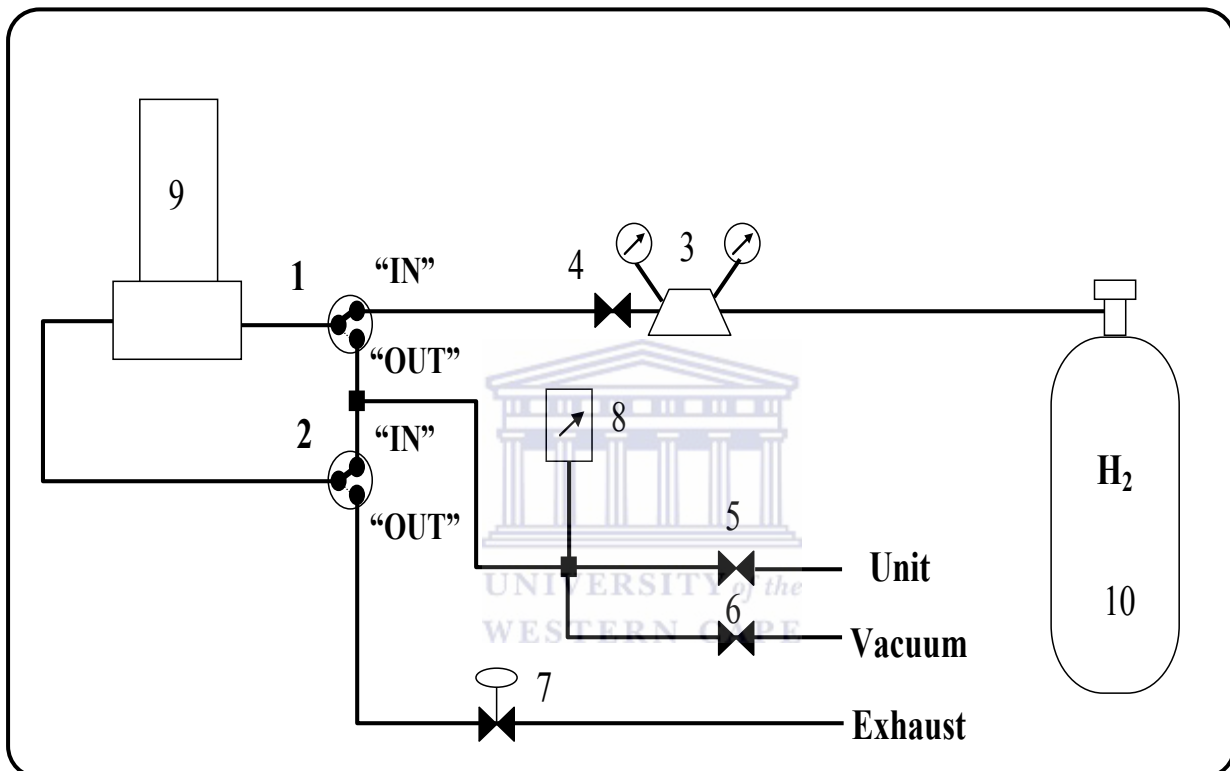 9
1
“IN”
4
3
“OUT”
2
“IN”
8
“OUT”
5
H2
Unit
10
UNIVERSITY of the
6
WESTERN CAPE
Vacuum
7
Exhaust